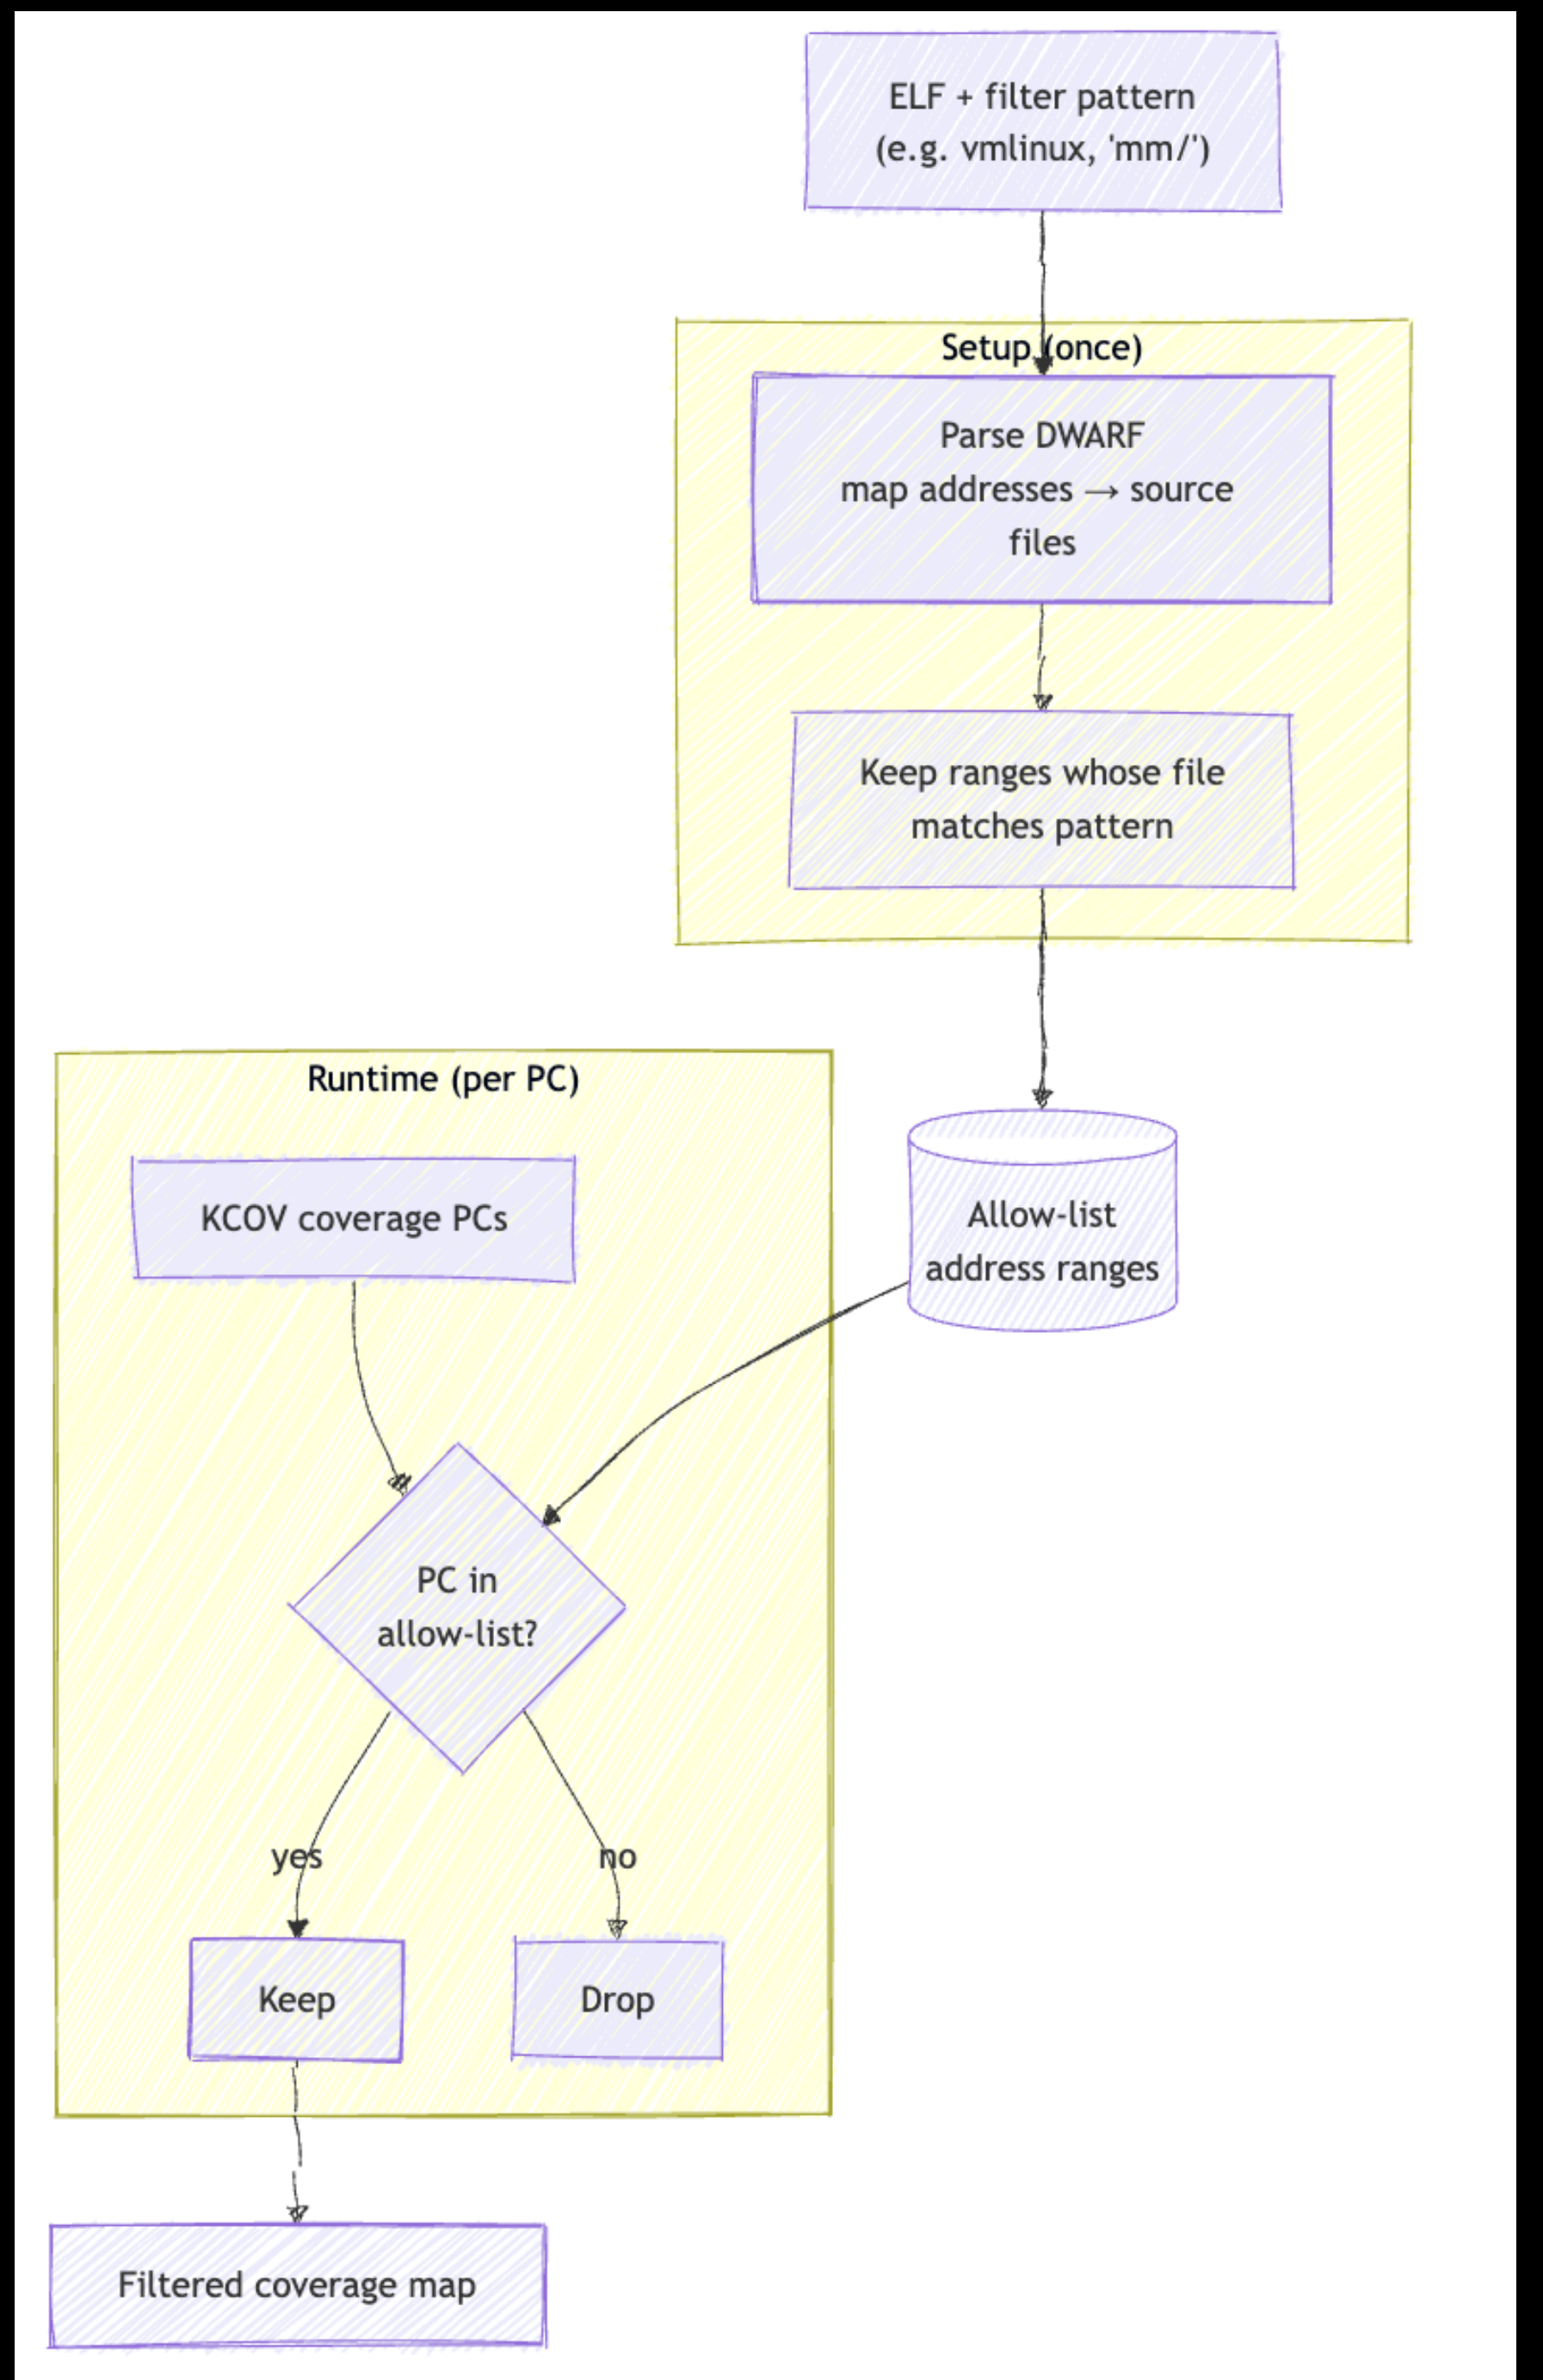 ELF + filter pattern
(e.g. vmlinux, 'mm/')
Setup (once)
Parse DWARF
map addresses → source
files
Keep ranges whose file
matches pattern
Runtime (per PC)
KCOV coverage PCs
Allow-list
address ranges
PC in
allow-list?
yes
no
Keep
Drop
Filtered coverage map